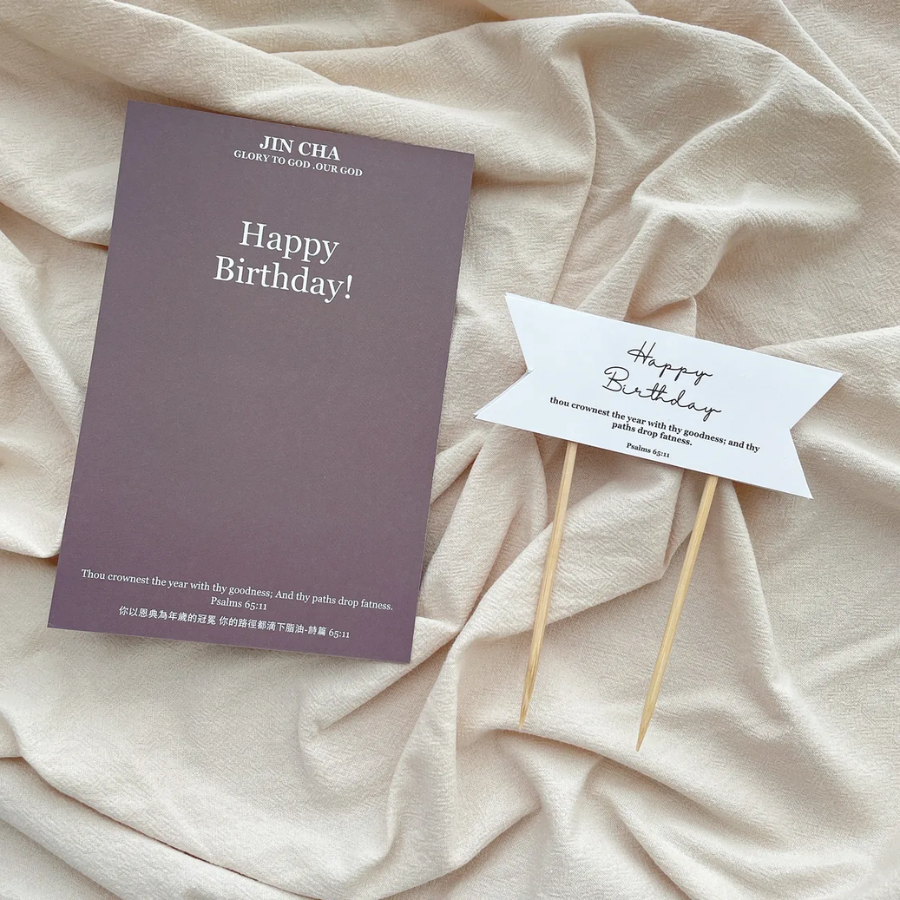 JIN CHA
GLORY TO GOD .OUR GOD
Happy
Birthday!
Thou crownest the year with thy goodness; And thy paths drop fatness.
Psalms 65:11
你以恩典為年歲的冠冕 你的路徑都滴下脂油-詩篇 65:11
Happy
Birthday
thou crownest the year with thy goodness; and thy
paths drop fatness.
Psalms 65:11